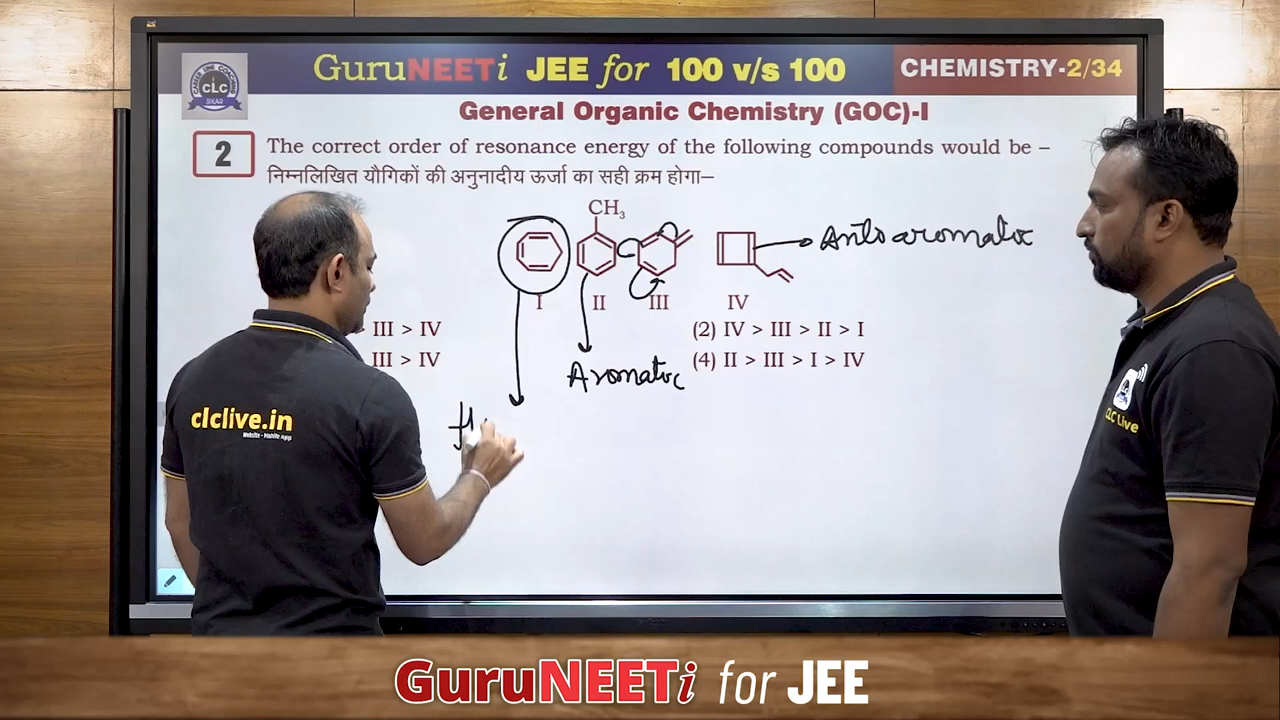 GuruNEETi JEE for 100 v/s 100
CHEMISTRY-2/34
CLC
SIKAR
General Organic Chemistry (GOC)-I
2
The correct order of resonance energy of the following compounds would be –
निम्नलिखित यौगिकों की अनुनादीय ऊर्जा का सही क्रम होगा–
CH3
Antiaromatic
I II III IV
III > IV
(2) IV > III > II > I
III > IV
(4) II > III > I > IV
Aromatic
clclive.in
Website - Mobile App
CLC Live
GuruNEETi for JEE